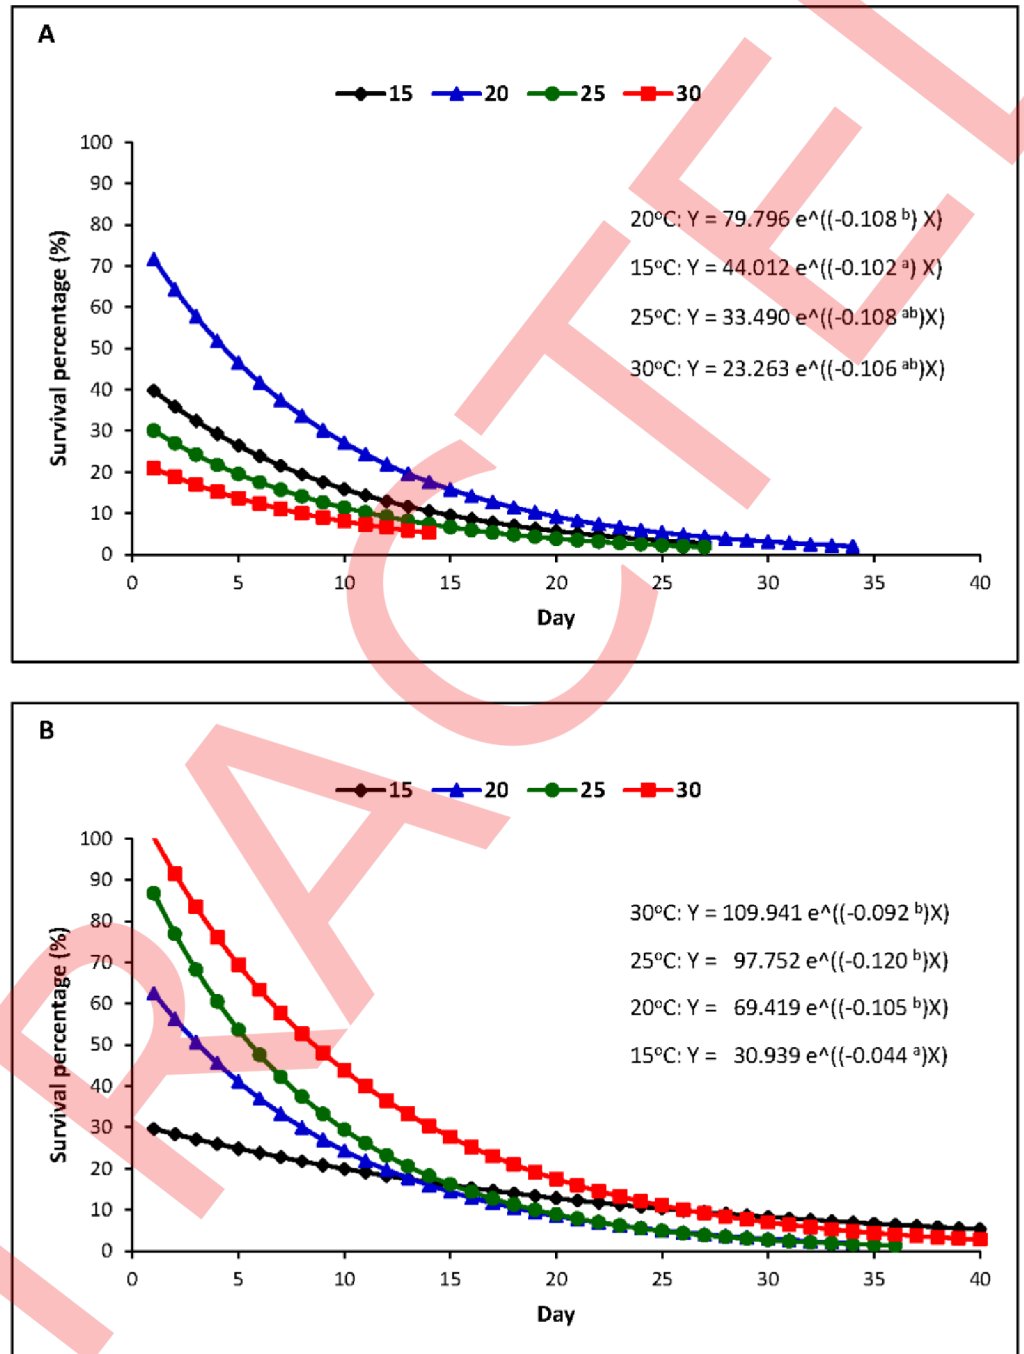 A
15 20 25 30
100
90
80
70
60
50
40
30
20
10
0
Survival percentage (%)
20°C: Y = 79.796 e^((-0.108 b) X)
15°C: Y = 44.012 e^((-0.102 a) X)
25°C: Y = 33.490 e^((-0.108 ab)X)
30°C: Y = 23.263 e^((-0.106 ab)X)
0 5 10 15 20 25 30 35 40
Day
B
15 20 25 30
100
90
80
70
60
50
40
30
20
10
0
Survival percentage (%)
30°C: Y = 109.941 e^((-0.092 b)X)
25°C: Y = 97.752 e^((-0.120 b)X)
20°C: Y = 69.419 e^((-0.105 b)X)
15°C: Y = 30.939 e^((-0.044 a)X)
0 5 10 15 20 25 30 35 40
Day